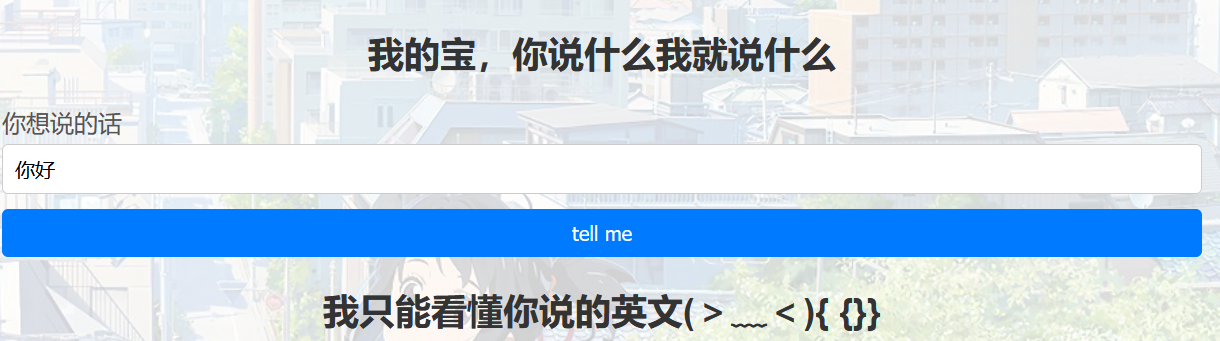 我的宝，你说什么我就说什么
你想说的话
你好
tell me
我只能看懂你说的英文( > ﹏ < ){ {}}